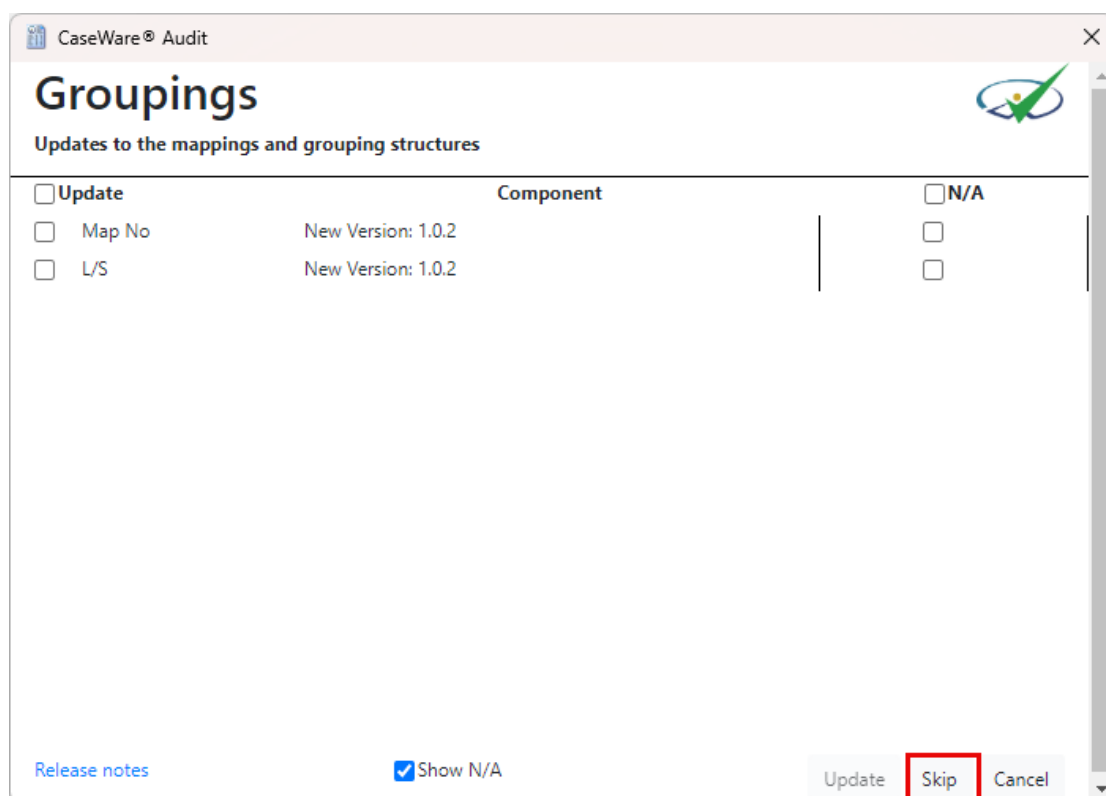 CaseWare® Audit
Groupings
Updates to the mappings and grouping structures
Update Component N/A
Map No New Version: 1.0.2
L/S New Version: 1.0.2
Release notes Show N/A Update Skip Cancel